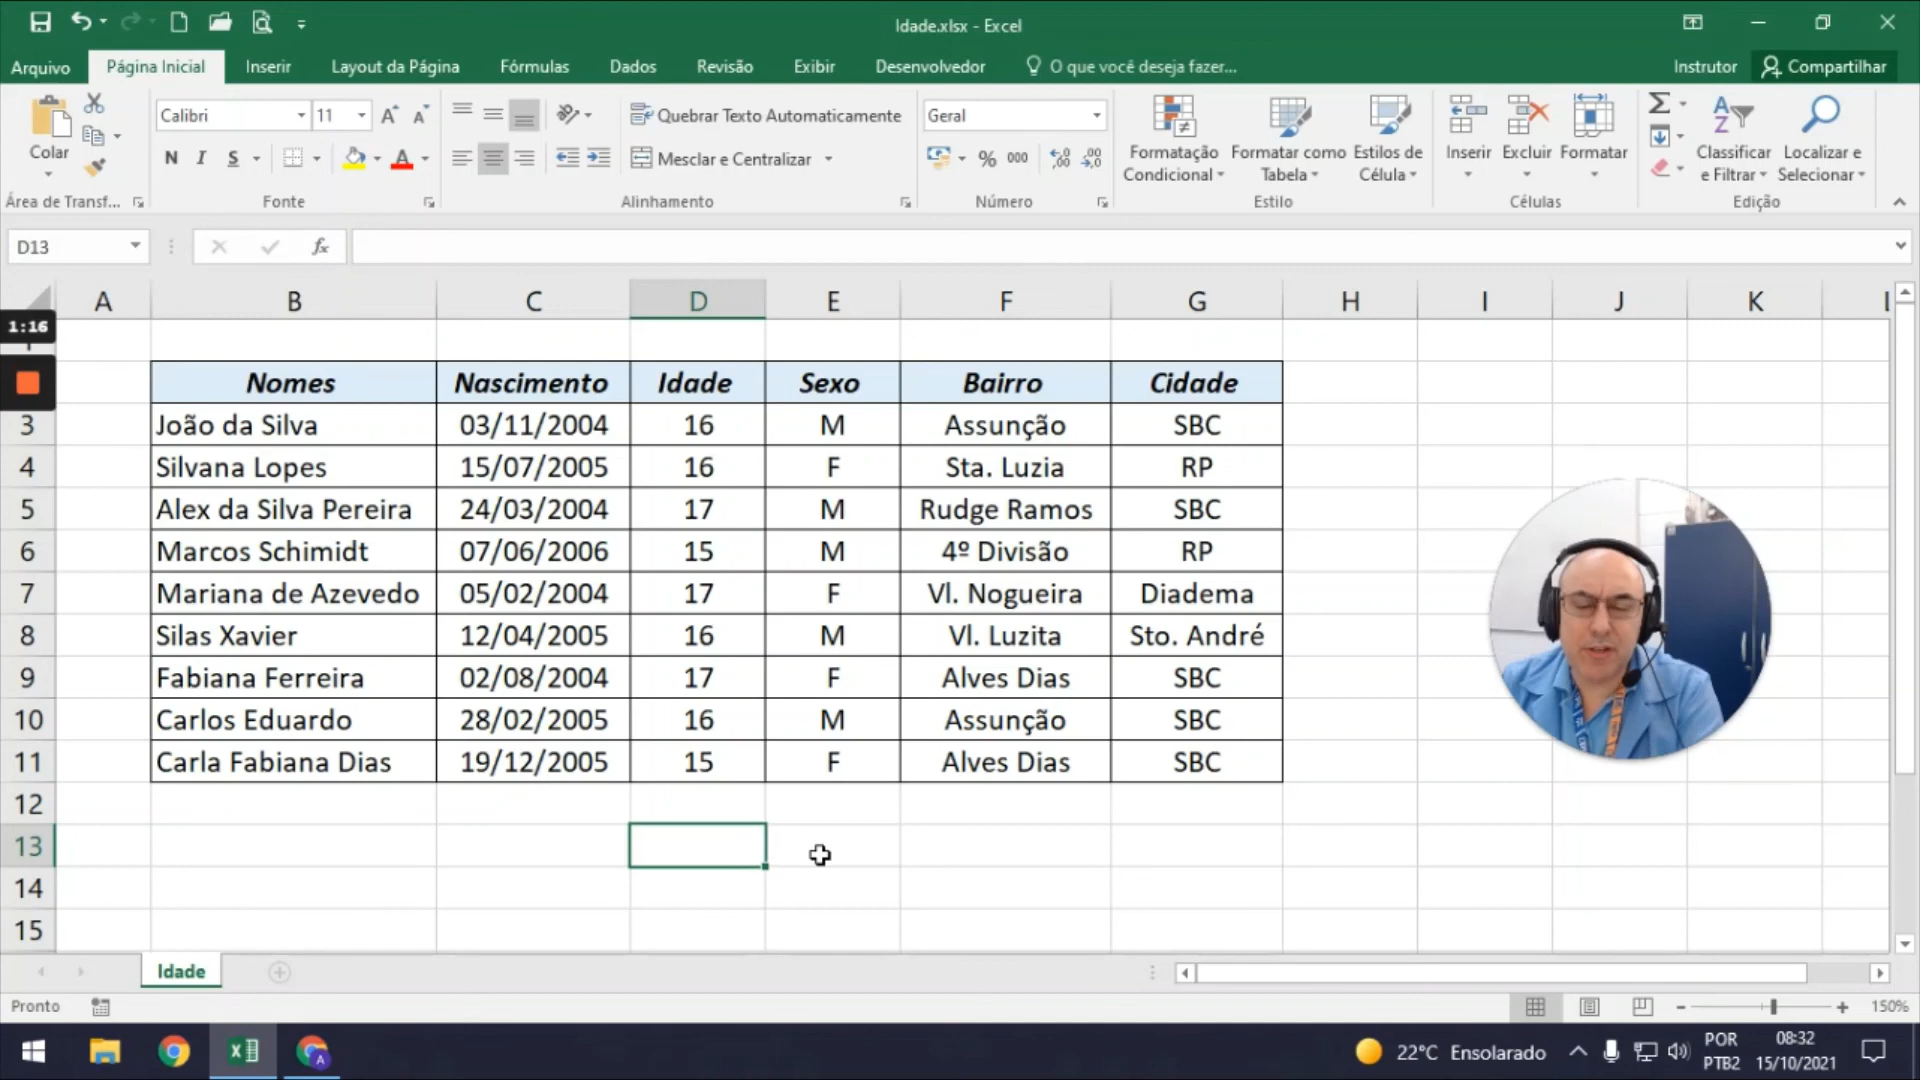 Idade.xlsx - Excel
Arquivo Página Inicial Inserir Layout da Página Fórmulas Dados Revisão Exibir Desenvolvedor O que você deseja fazer... Instrutor Compartilhar
Calibri 11 A A Quebrar Texto Automaticamente Geral
Colar N I S A Mesclar e Centralizar % 000 ,00 ,00
Formatação Condicional Formatar como Tabela Estilos de Célula Inserir Excluir Formatar Classificar e Filtrar Localizar e Selecionar
Área de Transf... Fonte Alinhamento Número Estilo Células Edição
D13 fx
A B C D E F G H I J K L
1:16
Nomes Nascimento Idade Sexo Bairro Cidade
3 João da Silva 03/11/2004 16 M Assunção SBC
4 Silvana Lopes 15/07/2005 16 F Sta. Luzia RP
5 Alex da Silva Pereira 24/03/2004 17 M Rudge Ramos SBC
6 Marcos Schimidt 07/06/2006 15 M 4º Divisão RP
7 Mariana de Azevedo 05/02/2004 17 F Vl. Nogueira Diadema
8 Silas Xavier 12/04/2005 16 M Vl. Luzita Sto. André
9 Fabiana Ferreira 02/08/2004 17 F Alves Dias SBC
10 Carlos Eduardo 28/02/2005 16 M Assunção SBC
11 Carla Fabiana Dias 19/12/2005 15 F Alves Dias SBC
12
13
14
15
Idade
Pronto 150%
22°C Ensolarado POR 08:32
PTB2 15/10/2021